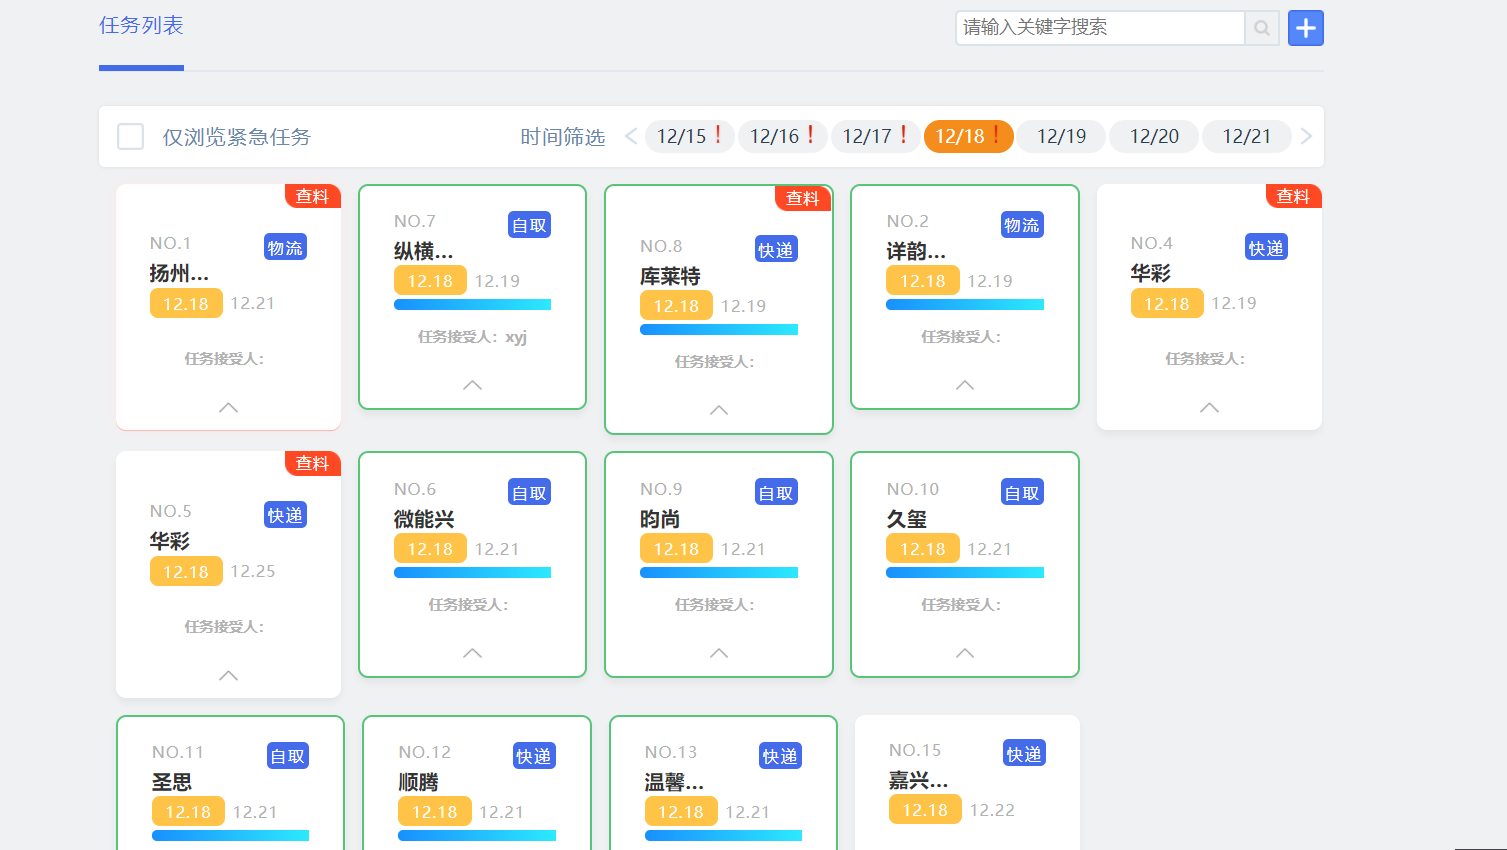 任务列表
请输入关键字搜索
仅浏览紧急任务
时间筛选
12/15 !
12/16 !
12/17 !
12/18 !
12/19
12/20
12/21
查料
NO.1
物流
扬州...
12.18 12.21
任务接受人:
NO.7
自取
纵横...
12.18 12.19
任务接受人: xyj
查料
NO.8
快递
库莱特
12.18 12.19
任务接受人:
NO.2
物流
详韵...
12.18 12.19
任务接受人:
查料
NO.4
快递
华彩
12.18 12.19
任务接受人:
查料
NO.5
快递
华彩
12.18 12.25
任务接受人:
NO.6
自取
微能兴
12.18 12.21
任务接受人:
NO.9
自取
昀尚
12.18 12.21
任务接受人:
NO.10
自取
久玺
12.18 12.21
任务接受人:
NO.11
自取
圣思
12.18 12.21
NO.12
快递
顺腾
12.18 12.21
NO.13
快递
温馨...
12.18 12.21
NO.15
快递
嘉兴...
12.18 12.22